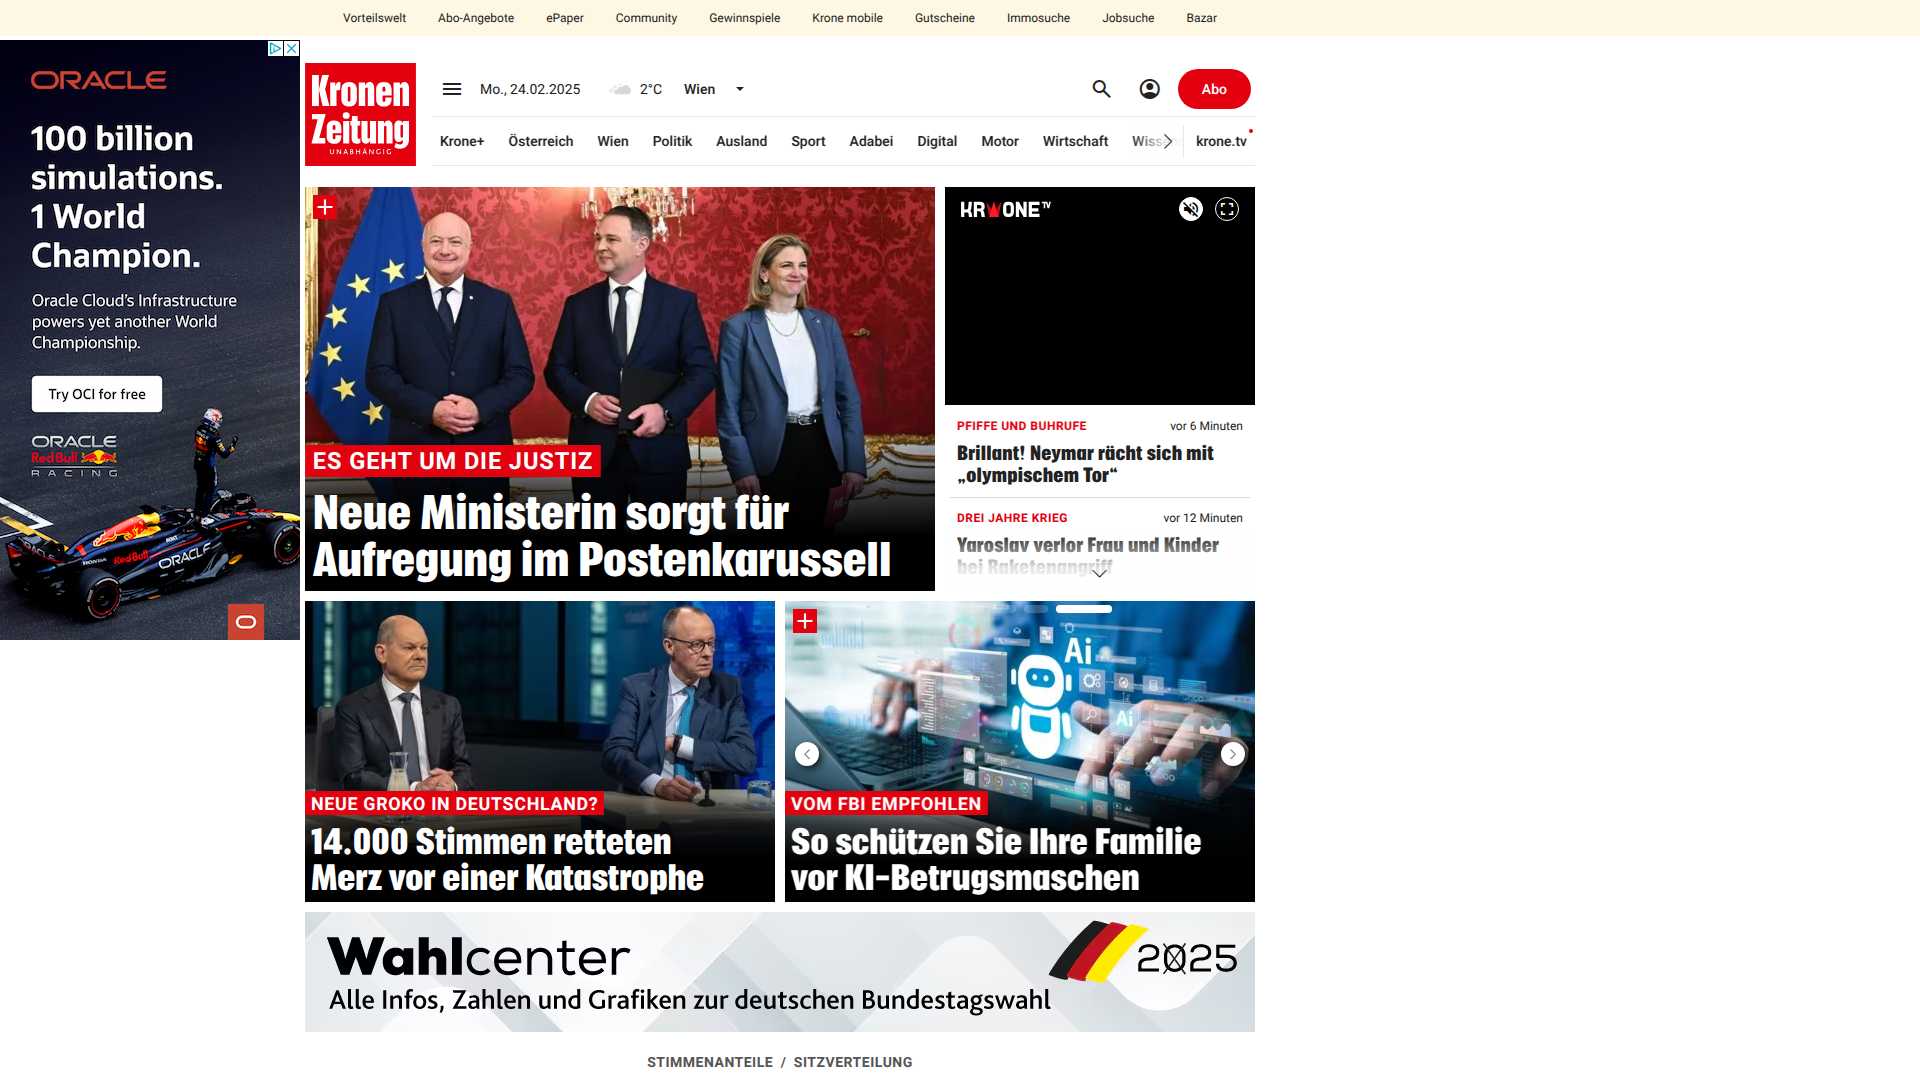 Vorteilswelt Abo-Angebote ePaper Community Gewinnspiele Krone mobile Gutscheine Immosuche Jobsuche Bazar
ORACLE
100 billion
simulations.
1 World
Champion.
Oracle Cloud's Infrastructure
powers yet another World
Championship.
Try OCI for free
ORACLE
Red Bull
RACING
Red Bull
ORACLE
HONDA
Kronen
Zeitung
UNABHÄNGIG
Mo., 24.02.2025 2°C Wien
Abo
Krone+ Österreich Wien Politik Ausland Sport Adabei Digital Motor Wirtschaft krone.tv
ES GEHT UM DIE JUSTIZ
Neue Ministerin sorgt für
Aufregung im Postenkarussell
KRONE TV
PFIFFE UND BUHRUFE vor 6 Minuten
Brillant! Neymar rächt sich mit
„olympischem Tor“
DREI JAHRE KRIEG vor 12 Minuten
Yaroslav verlor Frau und Kinder
bei Raketenangriff
NEUE GROKO IN DEUTSCHLAND?
14.000 Stimmen retteten
Merz vor einer Katastrophe
Ai
Ai
VOM FBI EMPFOHLEN
So schützen Sie Ihre Familie
vor KI-Betrugsmaschen
Wahlcenter
2025
Alle Infos, Zahlen und Grafiken zur deutschen Bundestagswahl
STIMMENANTEILE / SITZVERTEILUNG